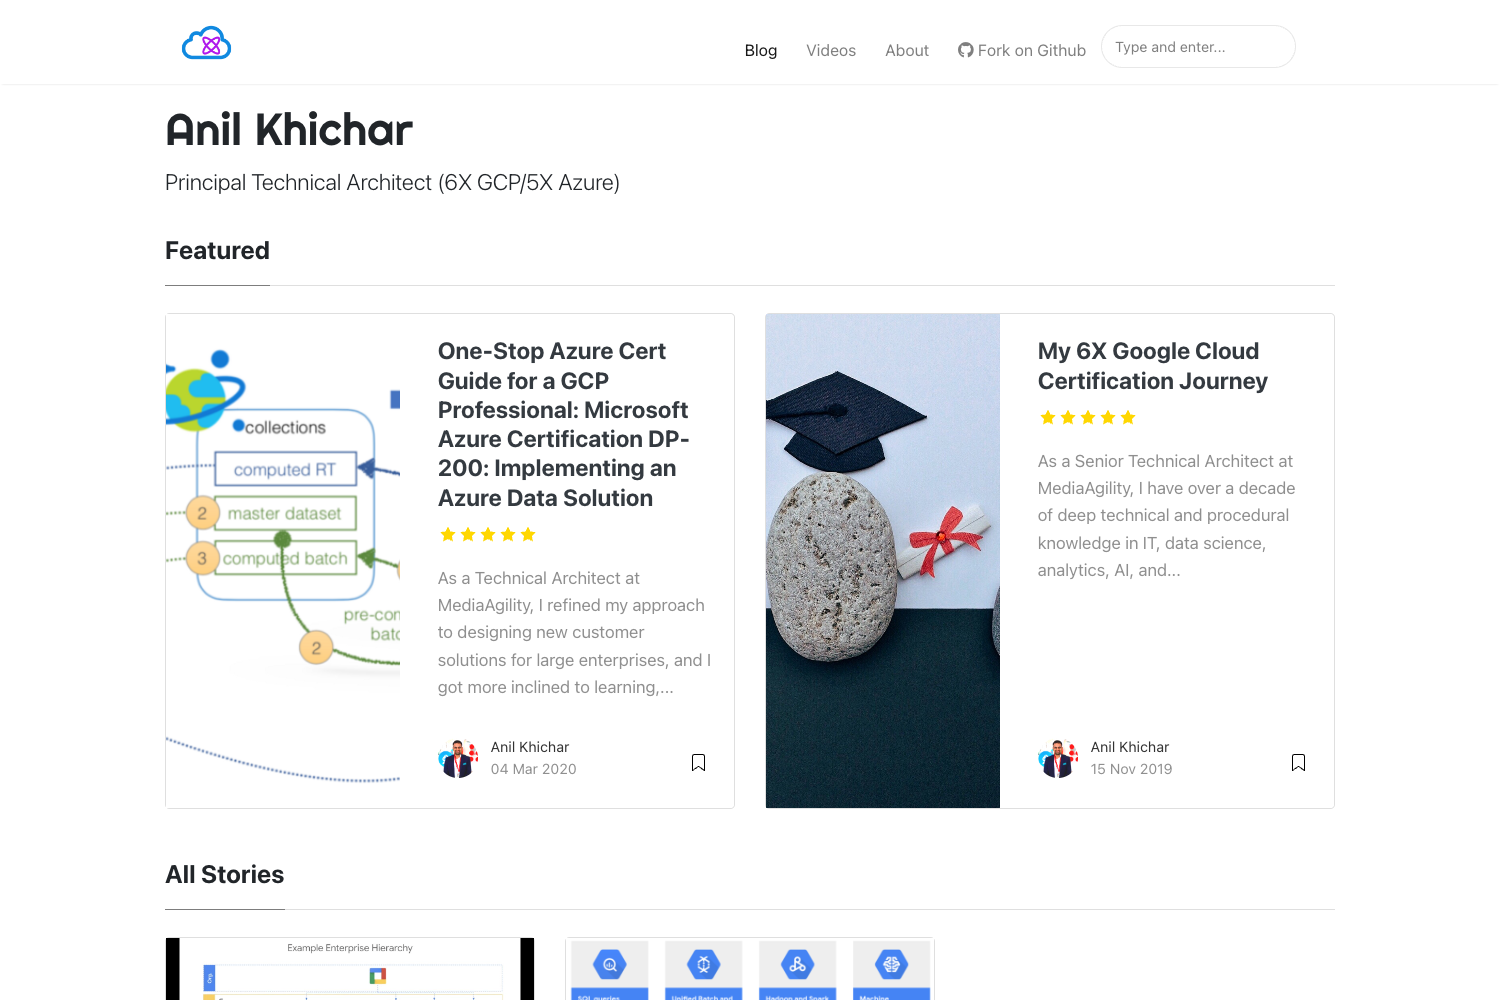 Blog
Videos
About
Fork on Github
Type and enter...
Anil Khichar
Principal Technical Architect (6X GCP/5X Azure)
Featured
collections
computed RT
2
master dataset
3
computed batch
pre-con
batc
2
One-Stop Azure Cert
Guide for a GCP
Professional: Microsoft
Azure Certification DP-
200: Implementing an
Azure Data Solution
As a Technical Architect at
MediaAgility, I refined my approach
to designing new customer
solutions for large enterprises, and I
got more inclined to learning,...
Anil Khichar
04 Mar 2020
My 6X Google Cloud
Certification Journey
As a Senior Technical Architect at
MediaAgility, I have over a decade
of deep technical and procedural
knowledge in IT, data science,
analytics, AI, and...
Anil Khichar
15 Nov 2019
All Stories
Example Enterprise Hierarchy
Org
SQL queries
Unified Batch and
Hadoop and Spark
Machine